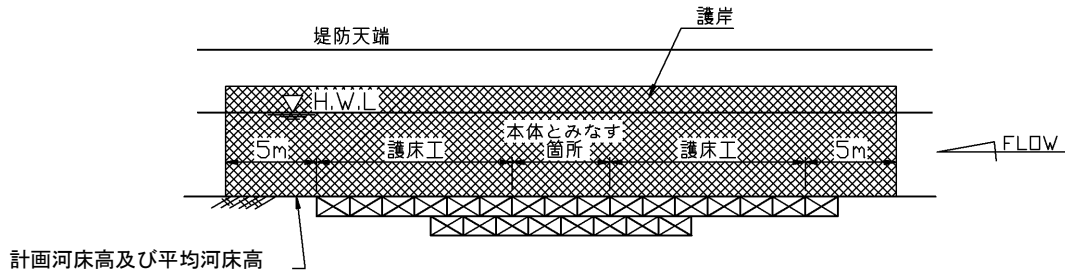 護岸
堤防天端
H.W.L
本体とみなす
5m 護床工 箇所 護床工 5m
FLOW
計画河床高及び平均河床高